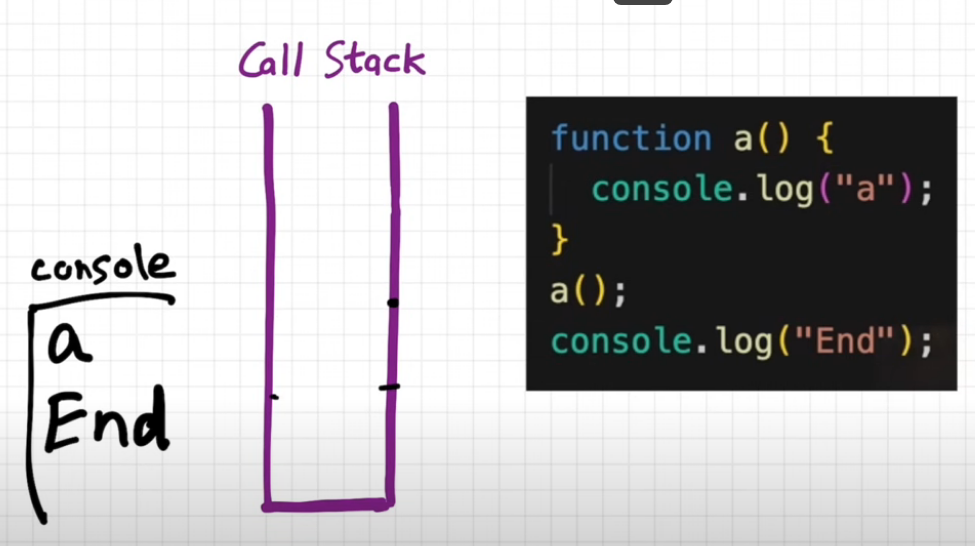 Call Stack
console
a
End
function a() {
console.log("a");
}
a();
console.log("End");